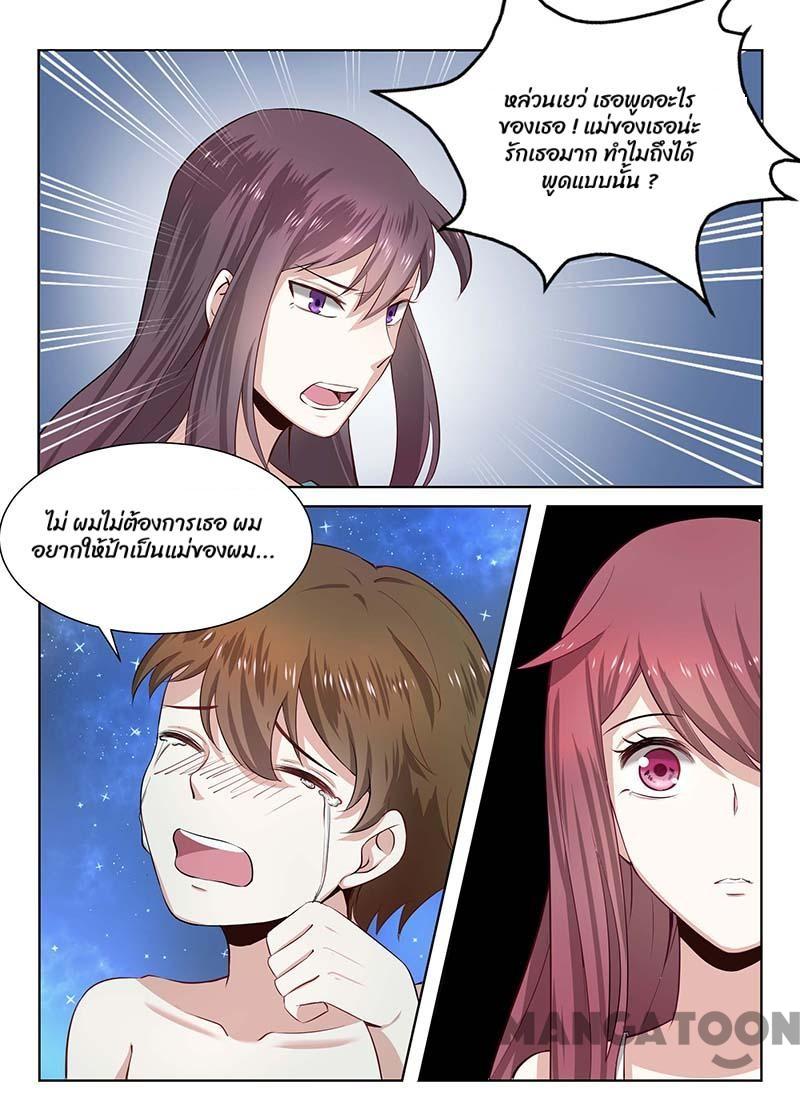 หล่วนเยว่ เธอพูดอะไร
ของเธอ ! แม่ของเธอน่ะ
รักเธอมาก ทำไมถึงได้
พูดแบบนั้น ?
ไม่ ผมไม่ต้องการเธอ ผม
อยากให้ป้าเป็นแม่ของผม...
MANGATOON